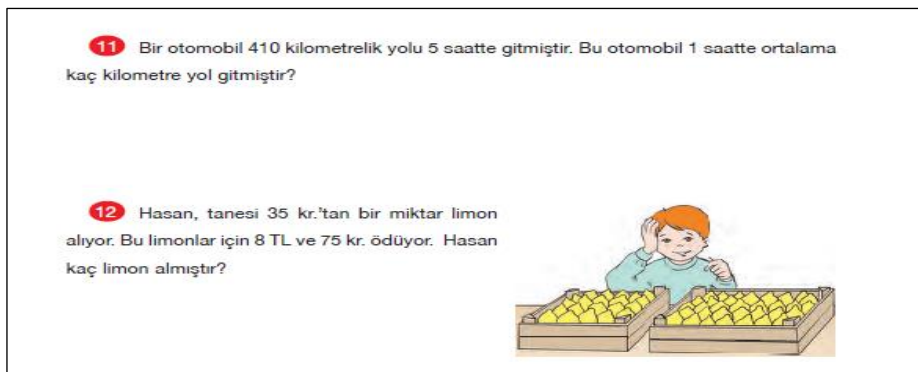 11 Bir otomobil 410 kilometrelik yolu 5 saatte gitmiştir. Bu otomobil 1 saatte ortalama
kaç kilometre yol gitmiştir?
12 Hasan, tanesi 35 kr.'tan bir miktar limon
alıyor. Bu limonlar için 8 TL ve 75 kr. ödüyor. Hasan
kaç limon almıştır?